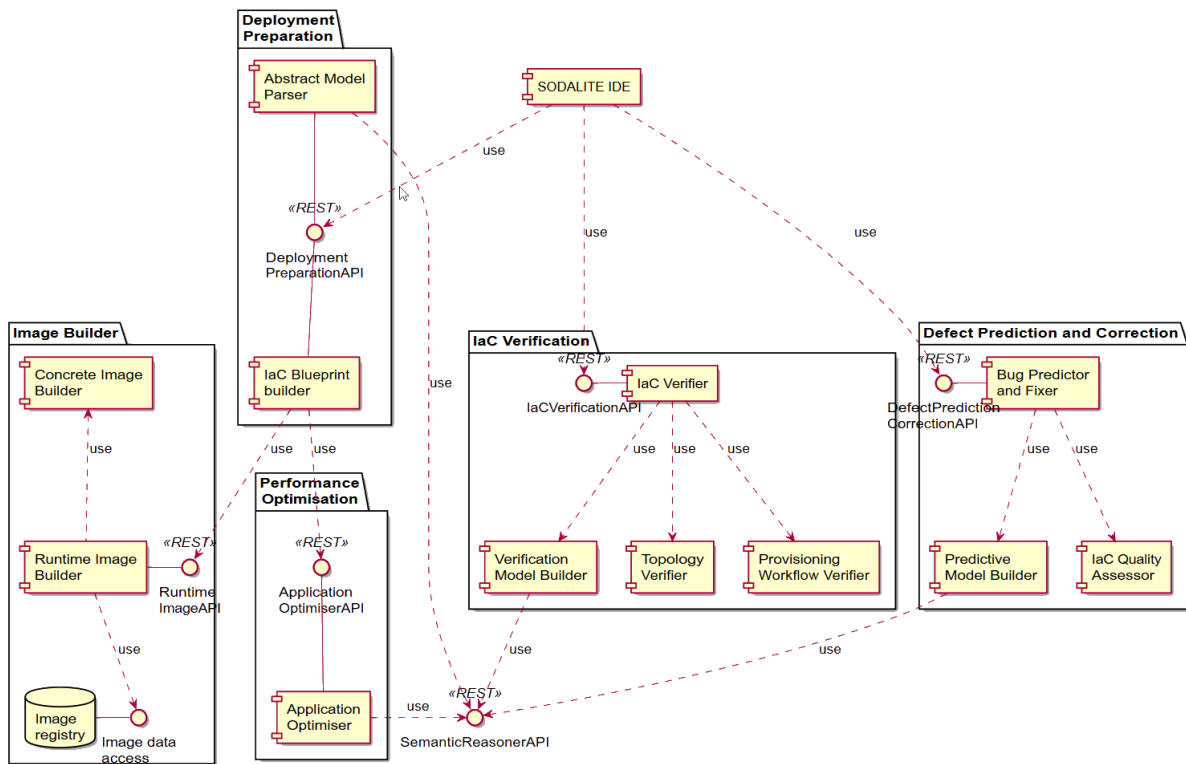 Deployment
Preparation
Abstract Model
Parser
SODALITE IDE
use
«REST»
use
use
Deployment
PreparationAPI
Image Builder
Concrete Image
Builder
IaC Blueprint
builder
use
IaC Verification
«REST»
IaC Verifier
IaCVerificationAPI
Defect Prediction and Correction
«REST»
Bug Predictor
and Fixer
DefectPrediction
CorrectionAPI
use
use
use
use
use
use
use
use
Performance
Optimisation
«REST»
Runtime Image
Builder
Runtime
ImageAPI
«REST»
Application
OptimiserAPI
Verification
Model Builder
Topology
Verifier
Provisioning
Workflow Verifier
Predictive
Model Builder
IaC Quality
Assessor
use
use
use
«REST»
Image
registry
Image data
access
Application
Optimiser
use
SemanticReasonerAPI